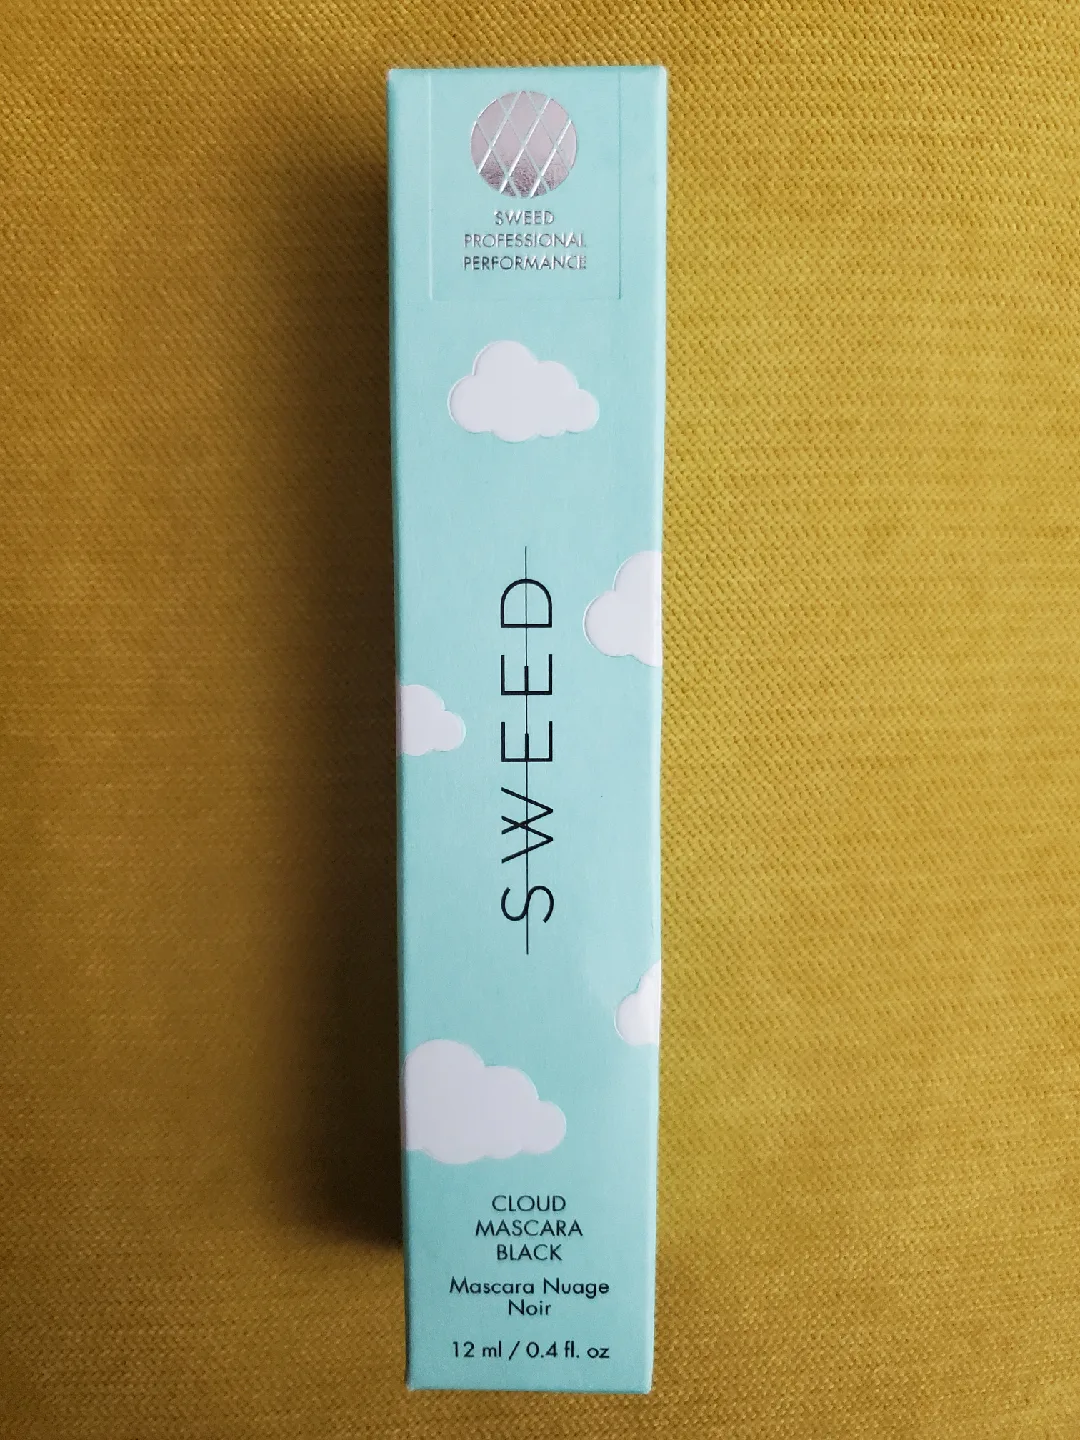 SWEED
PROFESSIONAL
PERFORMANCE
SWEED
CLOUD
MASCARA
BLACK
Mascara Nuage
Noir
12 ml / 0.4 fl. oz